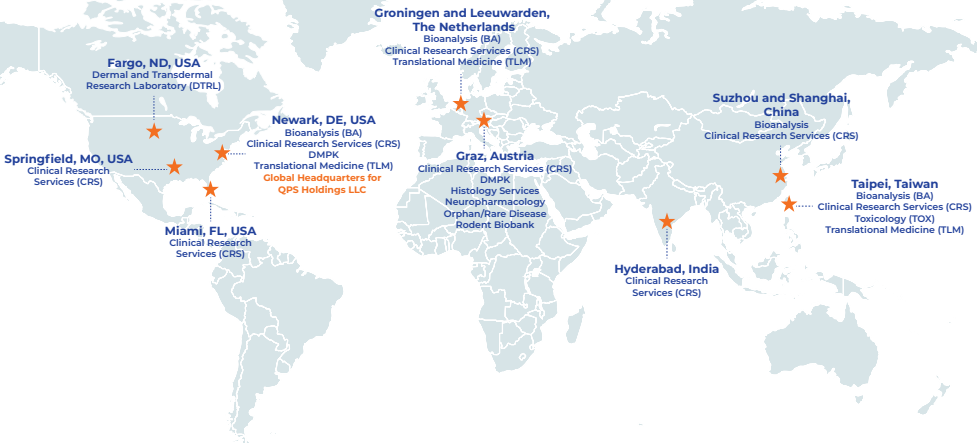 Groningen and Leeuwarden,
The Netherlands
Bioanalysis (BA)
Clinical Research Services (CRS)
Translational Medicine (TLM)
Fargo, ND, USA
Dermal and Transdermal
Research Laboratory (DTRL)
Newark, DE, USA
Bioanalysis (BA)
Clinical Research Services (CRS)
DMPK
Translational Medicine (TLM)
Global Headquarters for
QPS Holdings LLC
Springfield, MO, USA
Clinical Research
Services (CRS)
Miami, FL, USA
Clinical Research
Services (CRS)
Graz, Austria
Clinical Research Services (CRS)
DMPK
Histology Services
Neuropharmacology
Orphan/Rare Disease
Rodent Biobank
Suzhou and Shanghai,
China
Bioanalysis
Clinical Research Services (CRS)
Taipei, Taiwan
Bioanalysis (BA)
Clinical Research Services (CRS)
Toxicology (TOX)
Translational Medicine (TLM)
Hyderabad, India
Clinical Research
Services (CRS)